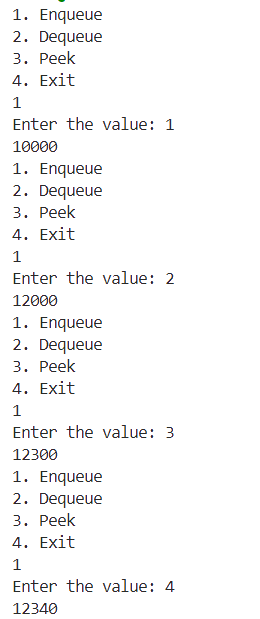 1. Enqueue
2. Dequeue
3. Peek
4. Exit
1
Enter the value: 1
10000
1. Enqueue
2. Dequeue
3. Peek
4. Exit
1
Enter the value: 2
12000
1. Enqueue
2. Dequeue
3. Peek
4. Exit
1
Enter the value: 3
12300
1. Enqueue
2. Dequeue
3. Peek
4. Exit
1
Enter the value: 4
12340